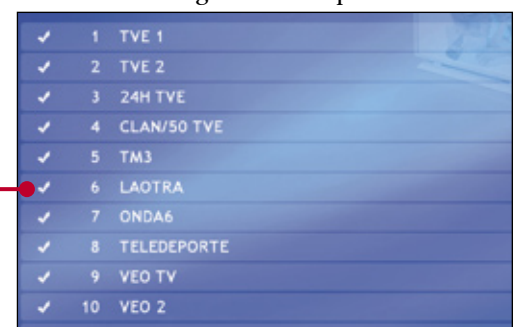 ✓ 1 TVE 1
✓ 2 TVE 2
✓ 3 24H TVE
✓ 4 CLAN/50 TVE
✓ 5 TM3
✓ 6 LAOTRA
✓ 7 ONDA6
✓ 8 TELEDEPORTE
✓ 9 VEO TV
✓ 10 VEO 2